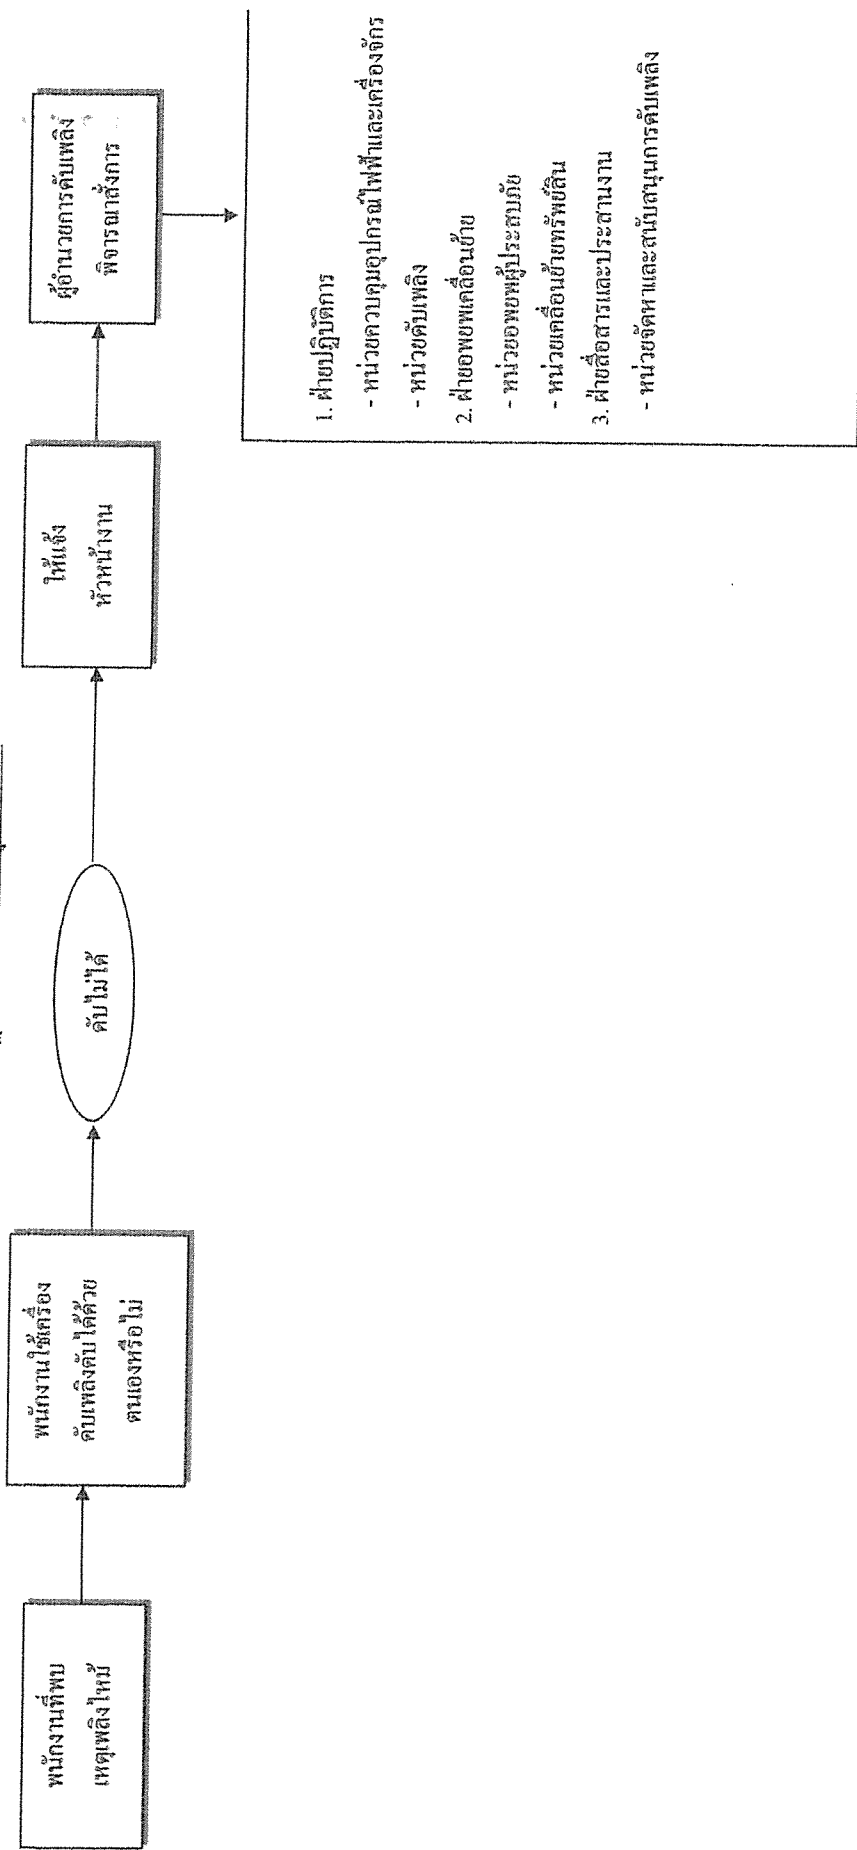 พนักงานที่พบ
เหตุเพลิงไหม้
พนักงานใช้เครื่อง
ดับเพลิงดับได้ด้วย
ตนเองหรือไม่
ดับไม่ได้
ให้แจ้ง
หัวหน้างาน
ผู้อำนวยการดับเพลิง
พิจารณาสั่งการ
1. ฝ่ายปฏิบัติการ
- หน่วยควบคุมอุปกรณ์ไฟฟ้าและเครื่องจักร
- หน่วยดับเพลิง
2. ฝ่ายอพยพเคลื่อนย้าย
- หน่วยอพยพผู้ประสบภัย
- หน่วยเคลื่อนย้ายทรัพย์สิน
3. ฝ่ายสื่อสารและประสานงาน
- หน่วยจัดหาและสนับสนุนการดับเพลิง